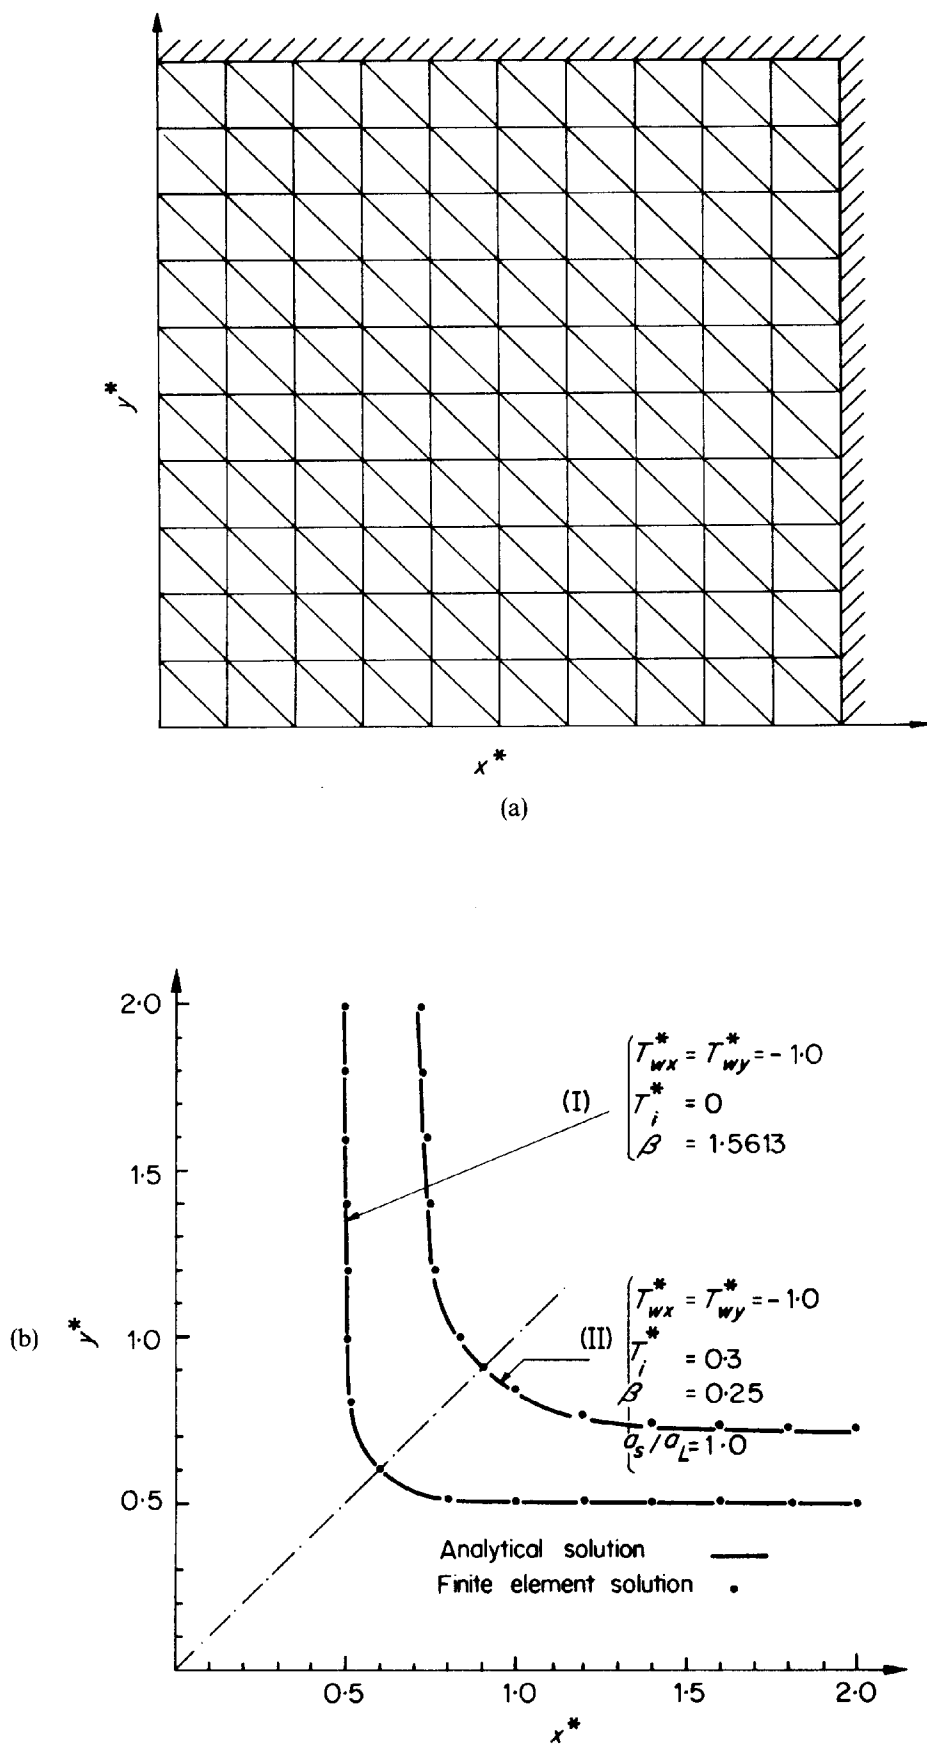 y*
x*
(a)
2·0
1·5
1·0
0·5
(b)
y*
(I)
T*wx = T*wy = - 1·0
T*i = 0
β = 1·5613
(II)
T*wx = T*wy = - 1·0
T*i = 0·3
β = 0·25
as/aL = 1·0
Analytical solution
Finite element solution
0·5 1·0 1·5 2·0
x*